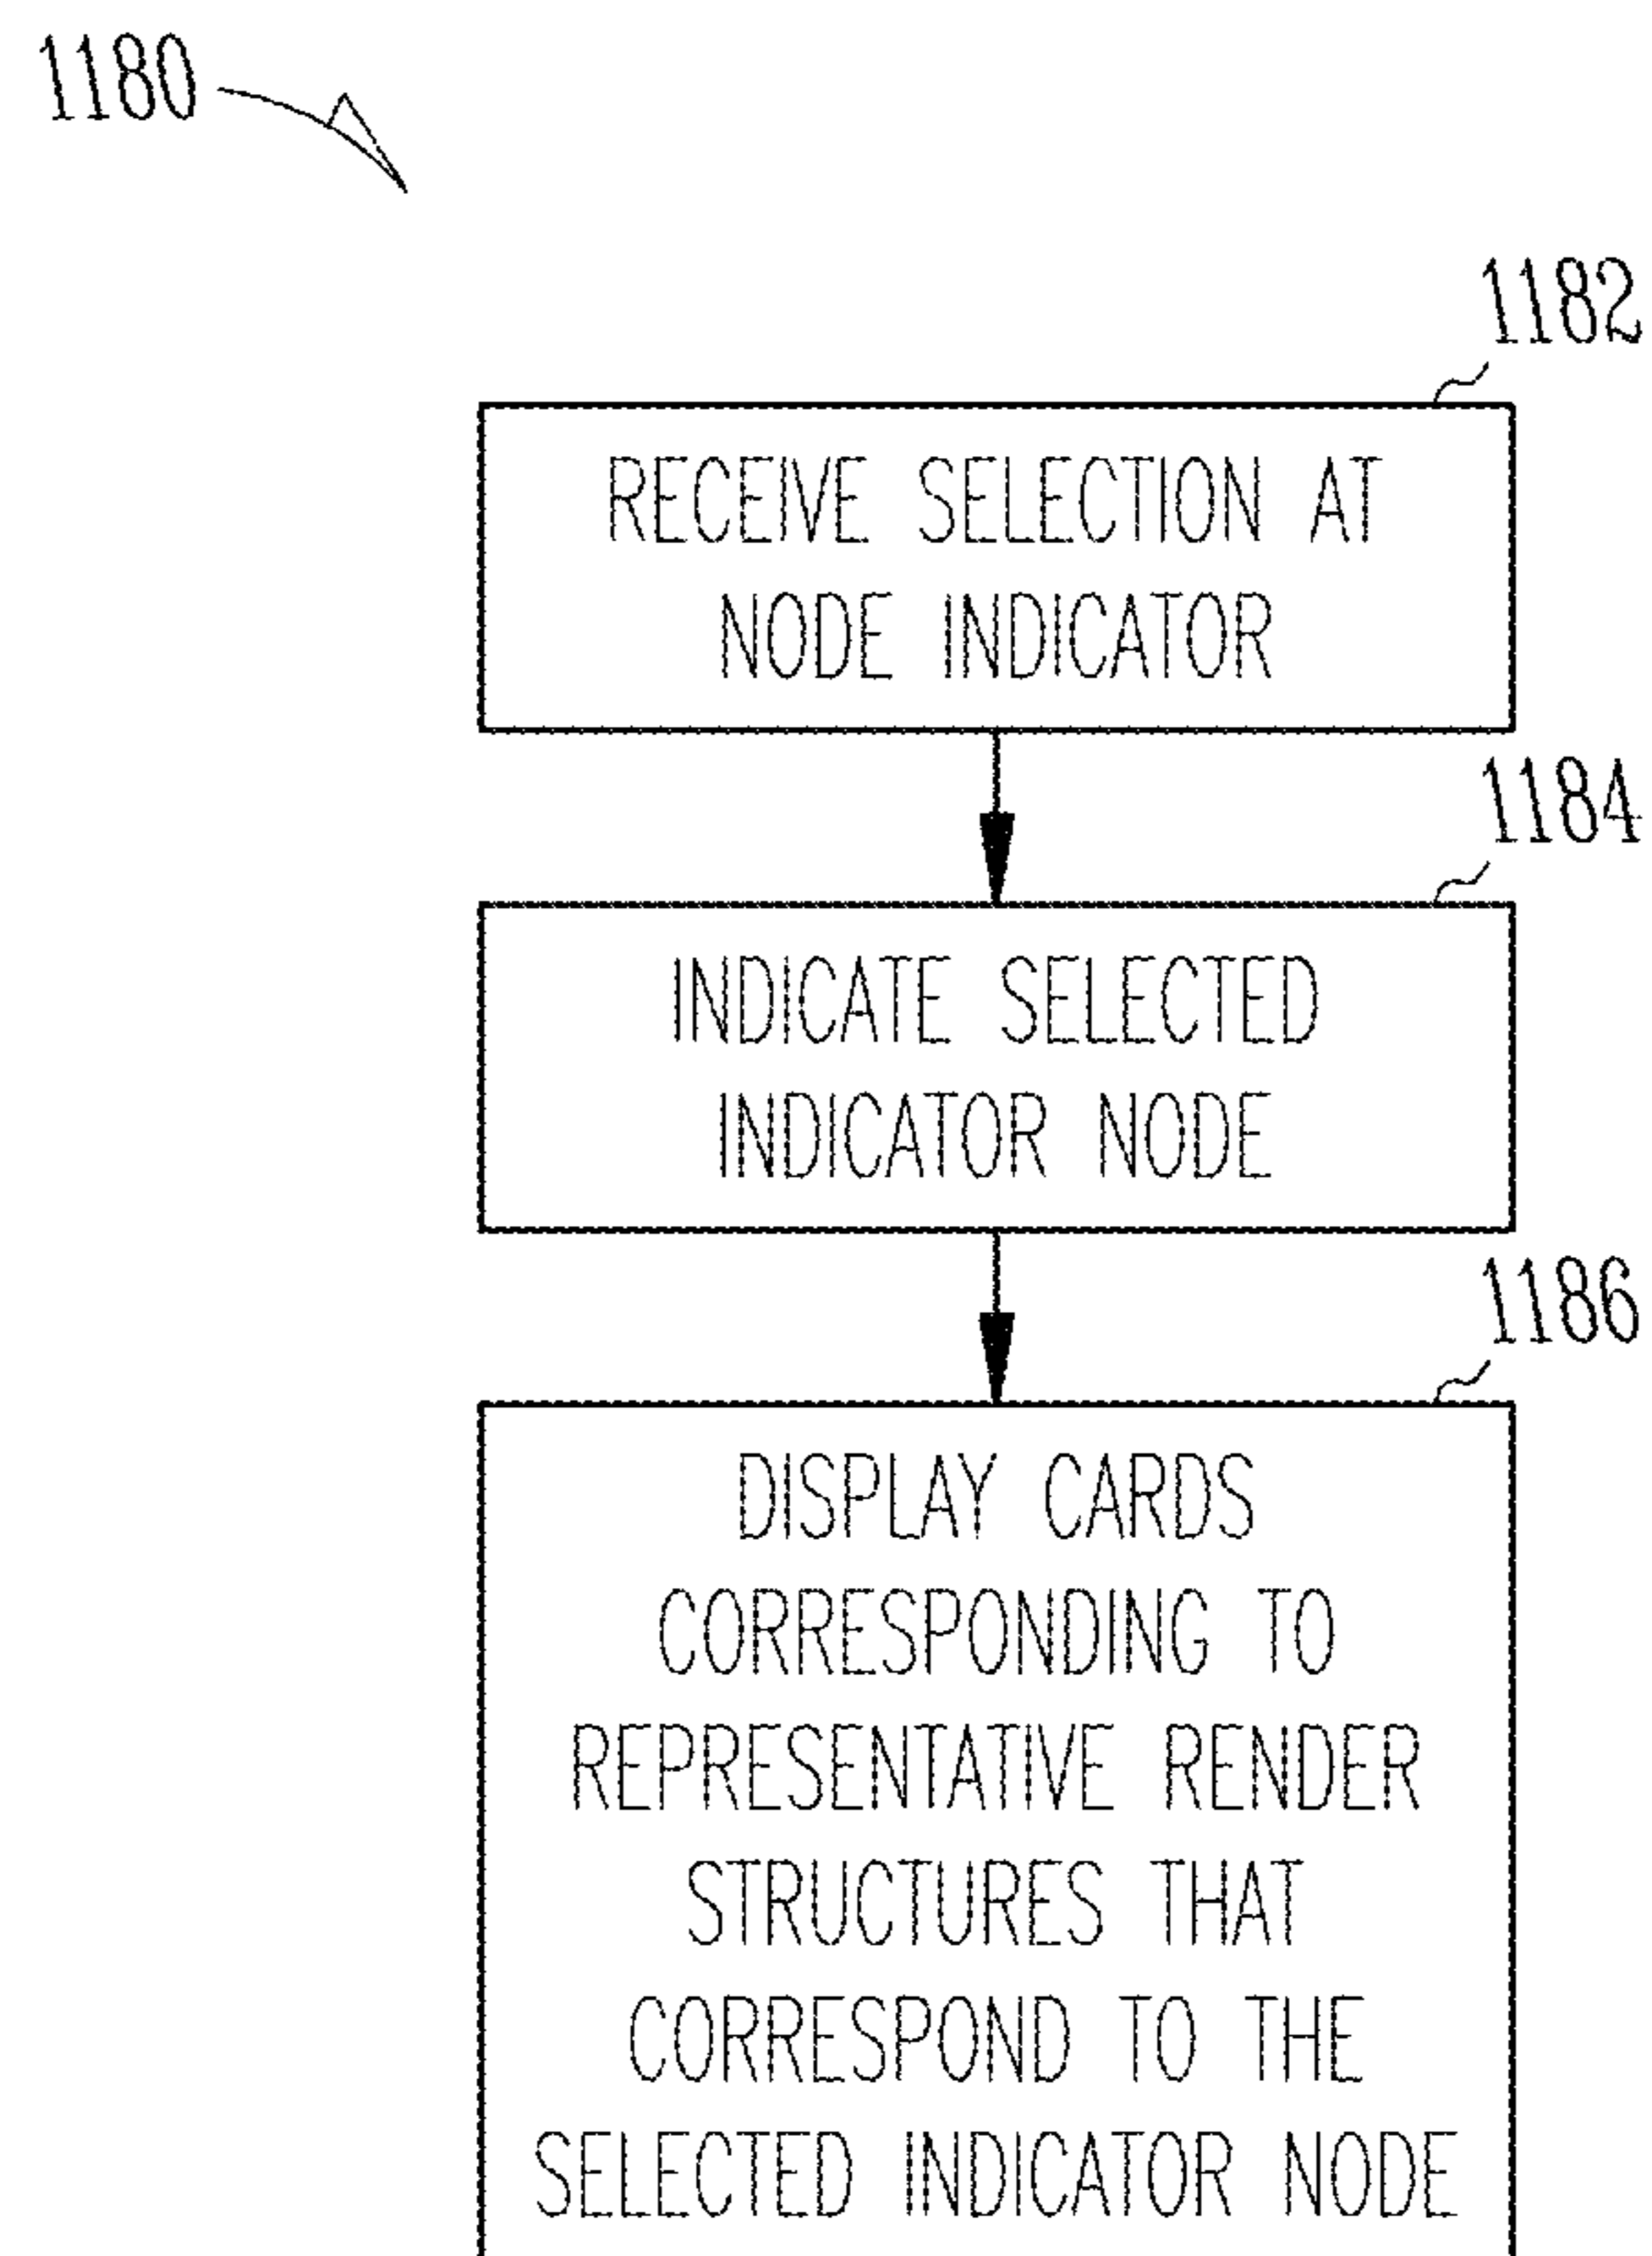 1180
1182
RECEIVE SELECTION AT
NODE INDICATOR
1184
INDICATE SELECTED
INDICATOR NODE
1186
DISPLAY CARDS
CORRESPONDING TO
REPRESENTATIVE RENDER
STRUCTURES THAT
CORRESPOND TO THE
SELECTED INDICATOR NODE